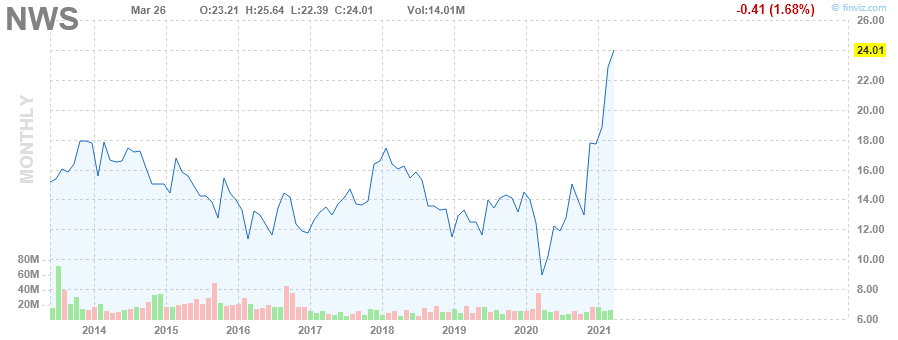 NWS Mar 26 O:23.21 H:25.64 L:22.39 C:24.01 Vol:14.01M -0.41 (1.68%) © finviz.com
MONTHLY
26.00
24.01
22.00
20.00
18.00
16.00
14.00
12.00
10.00
8.00
6.00
80M
60M
40M
20M
2014 2015 2016 2017 2018 2019 2020 2021